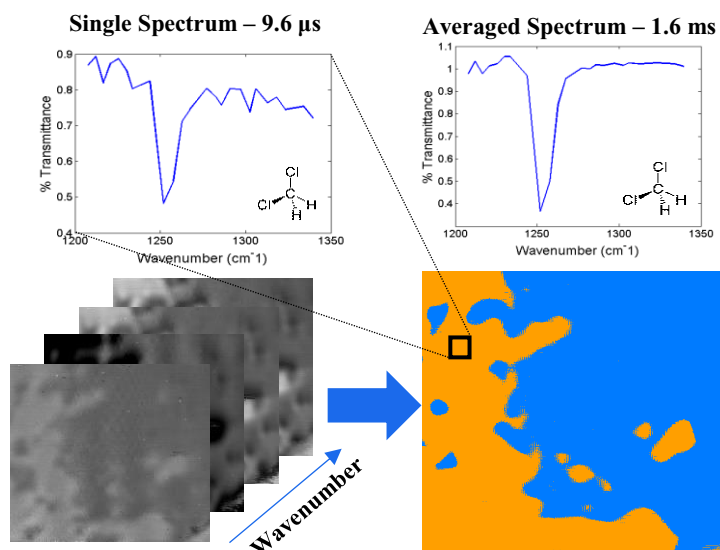 Single Spectrum – 9.6 µs
Averaged Spectrum – 1.6 ms
0.9
0.8
0.7
0.6
0.5
0.4
% Transmittance
1200
1250
1300
1350
Wavenumber (cm⁻1)
Cl
C
Cl
H
H
1.1
1
0.9
0.8
0.7
0.6
0.5
0.4
% Transmittance
1200
1250
1300
1350
Wavenumber (cm⁻1)
Cl
C
Cl
H
H
Wavenumber